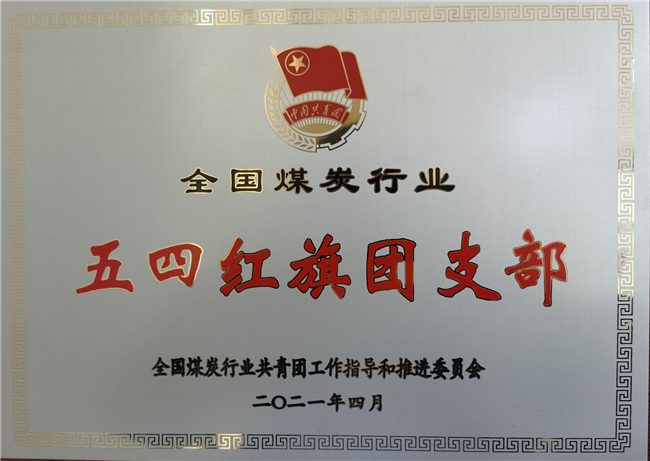 中国共青团
全国煤炭行业
五四红旗团支部
全国煤炭行业共青团工作指导和推进委员会
二〇二一年四月